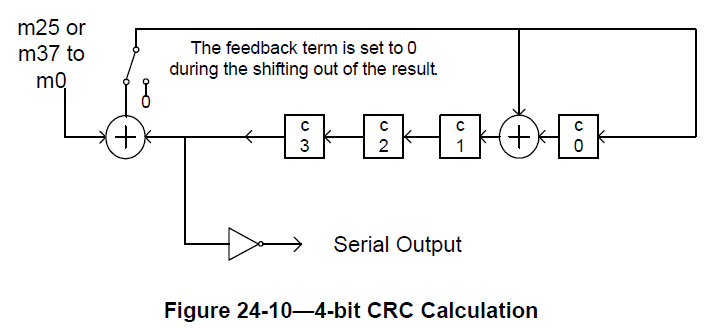 m25 or
m37 to
m0
The feedback term is set to 0
during the shifting out of the result.
0
+
c
3
c
2
c
1
+
c
0
Serial Output
Figure 24-10—4-bit CRC Calculation